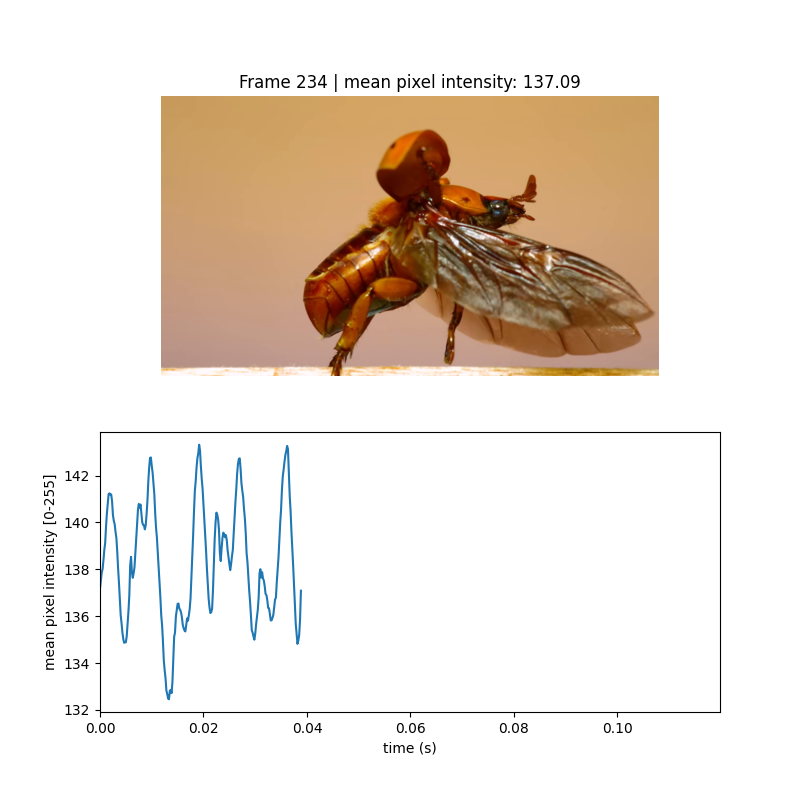 Frame 234 | mean pixel intensity: 137.09
mean pixel intensity [0-255]
142
140
138
136
134
132
0.00 0.02 0.04 0.06 0.08 0.10
time (s)